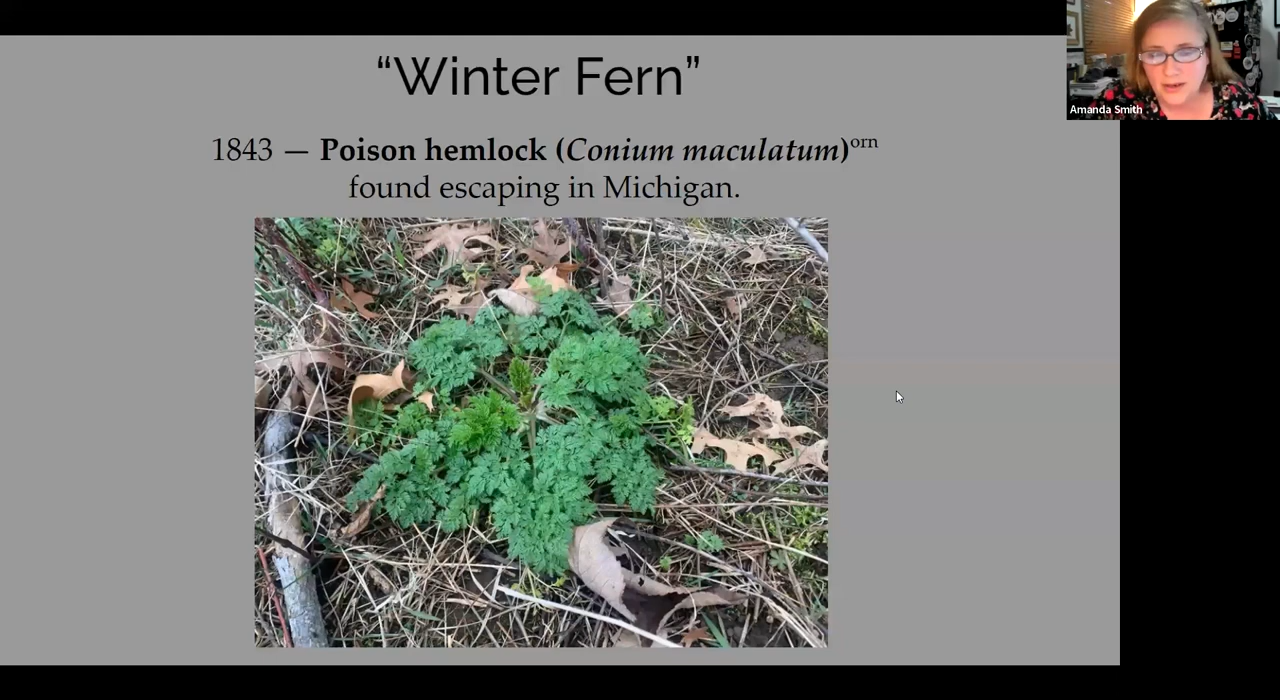 “Winter Fern”
1843 — Poison hemlock (Conium maculatum)orn
found escaping in Michigan.
Amanda Smith